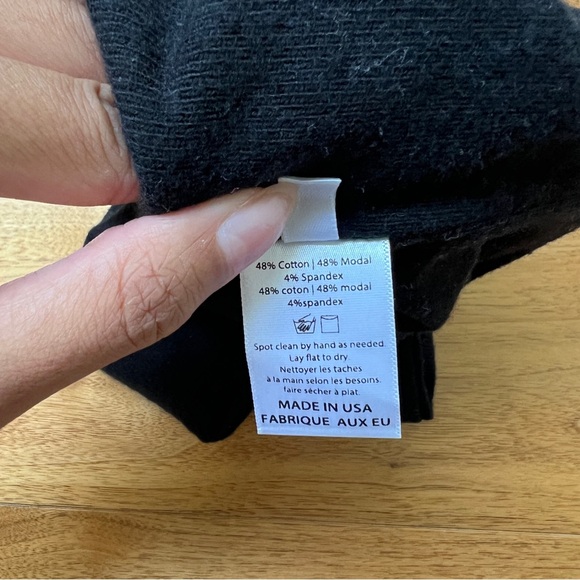 48% Cotton | 48% Modal
4% Spandex
48% coton | 48% modal
4%spandex
Spot clean by hand as needed
Lay flat to dry.
Nettoyer les taches
à la main selon les besoins.
faire sécher à plat.
MADE IN USA
FABRIQUE AUX EU